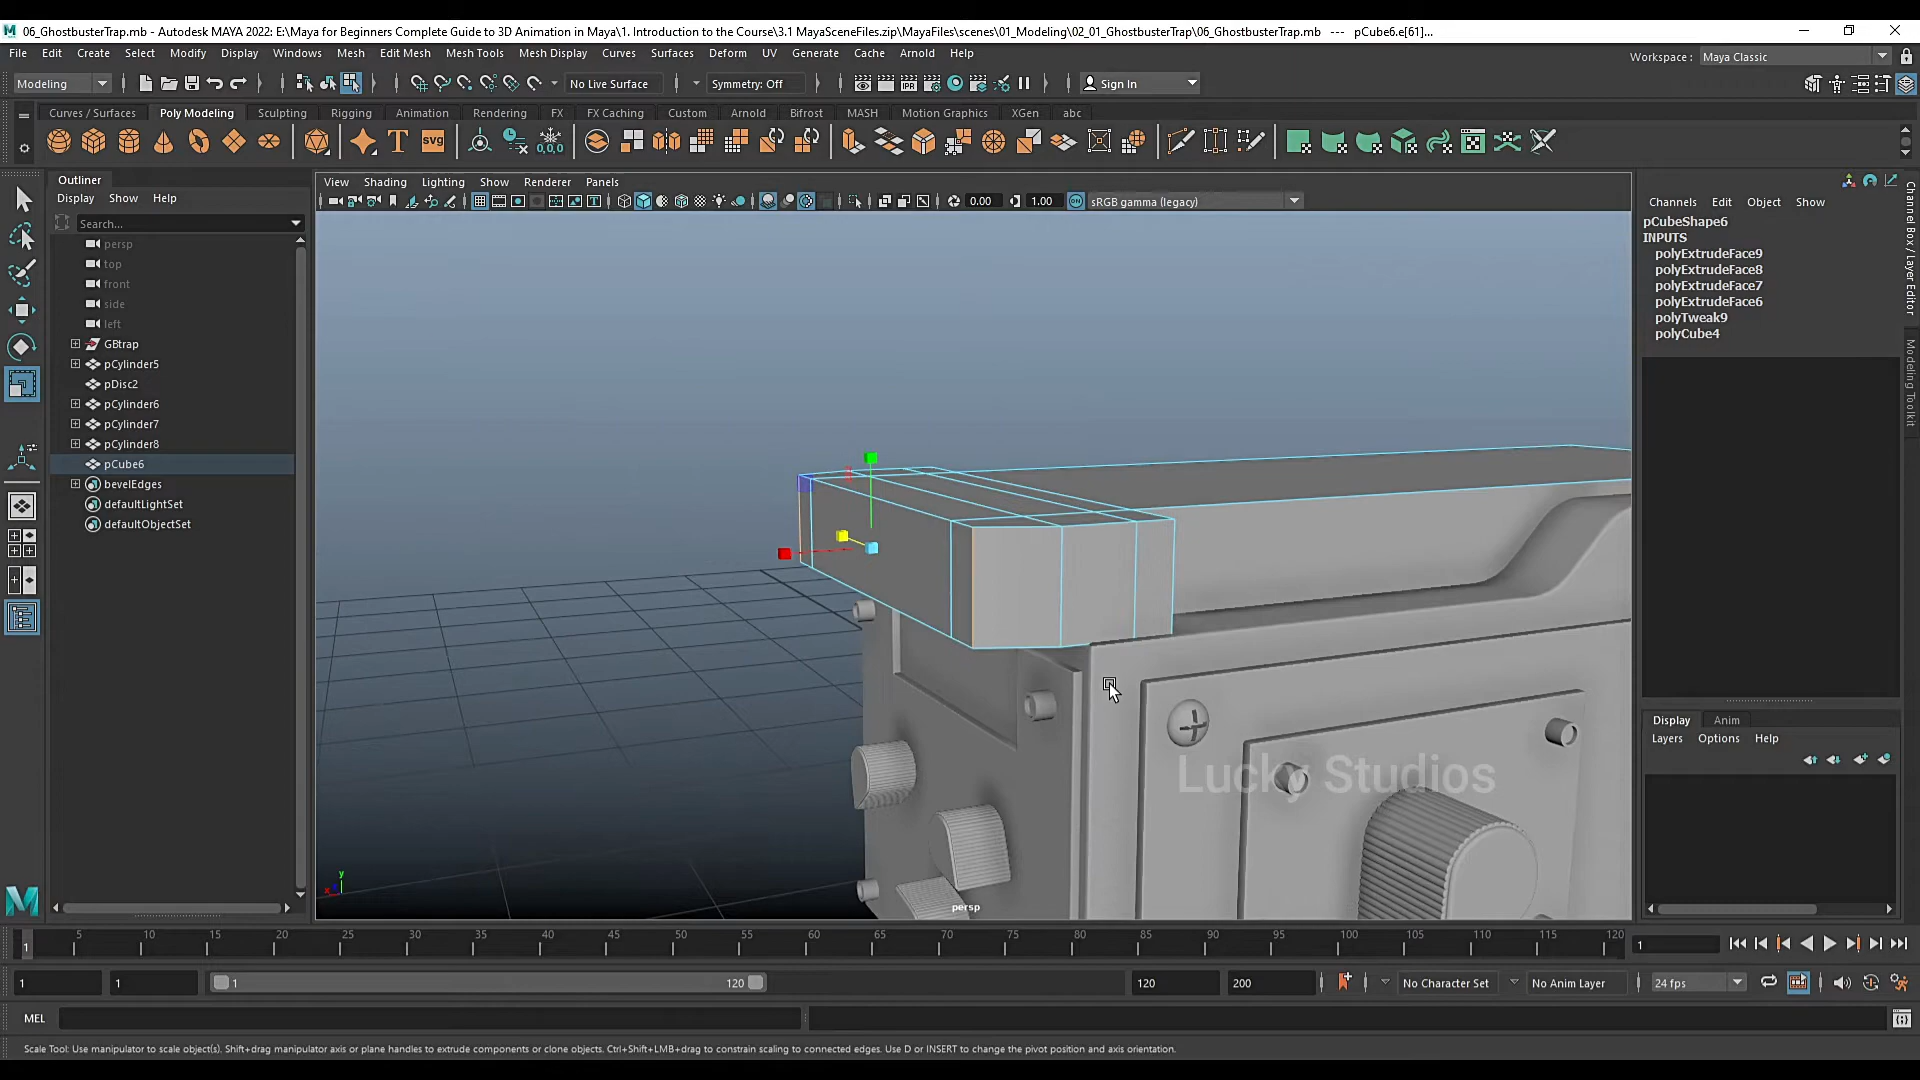 06_GhostbusterTrap.mb - Autodesk MAYA 2022: E:\Maya for Beginners Complete Guide to 3D Animation in Maya\1. Introduction to the Course\3.1 MayaSceneFiles.zip\MayaFiles\scenes\01_Modeling\02_01_GhostbusterTrap\06_GhostbusterTrap.mb --- pCube6.e[61]...
File Edit Create Select Modify Display Windows Mesh Edit Mesh Mesh Tools Mesh Display Curves Surfaces Deform UV Generate Cache Arnold Help
Workspace : Maya Classic
Modeling No Live Surface Symmetry: Off Sign In
Curves / Surfaces Poly Modeling Sculpting Rigging Animation Rendering FX FX Caching Custom Arnold Bifrost MASH Motion Graphics XGen abc
T SVG 0,0,0
Outliner
Display Show Help
Search...
persp
top
front
side
left
GBtrap
pCylinder5
pDisc2
pCylinder6
pCylinder7
pCylinder8
pCube6
bevelEdges
defaultLightSet
defaultObjectSet
View Shading Lighting Show Renderer Panels
0.00 1.00 sRGB gamma (legacy)
Lucky Studios
y
x
persp
Channels Edit Object Show
pCubeShape6
INPUTS
polyExtrudeFace9
polyExtrudeFace8
polyExtrudeFace7
polyExtrudeFace6
polyTweak9
polyCube4
Channel Box / Layer Editor
Modeling Toolkit
Display Anim
Layers Options Help
1 5 10 15 20 25 30 35 40 45 50 55 60 65 70 75 80 85 90 95 100 105 110 115 120 1
1 1 1 120 120 200 No Character Set No Anim Layer 24 fps
MEL
Scale Tool: Use manipulator to scale object(s). Shift+drag manipulator axis or plane handles to extrude components or clone objects. Ctrl+Shift+LMB+drag to constrain scaling to connected edges. Use D or INSERT to change the pivot position and axis orientation.